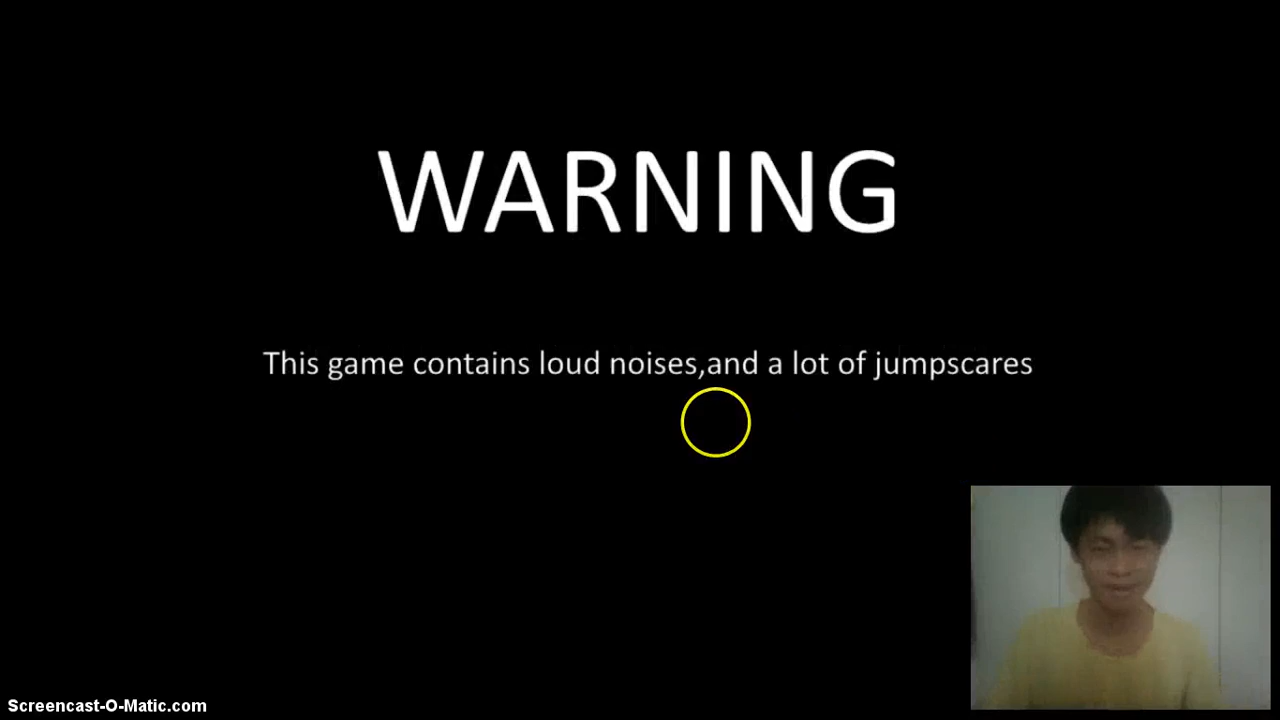 WARNING
This game contains loud noises,and a lot of jumpscares
Screencast-O-Matic.com